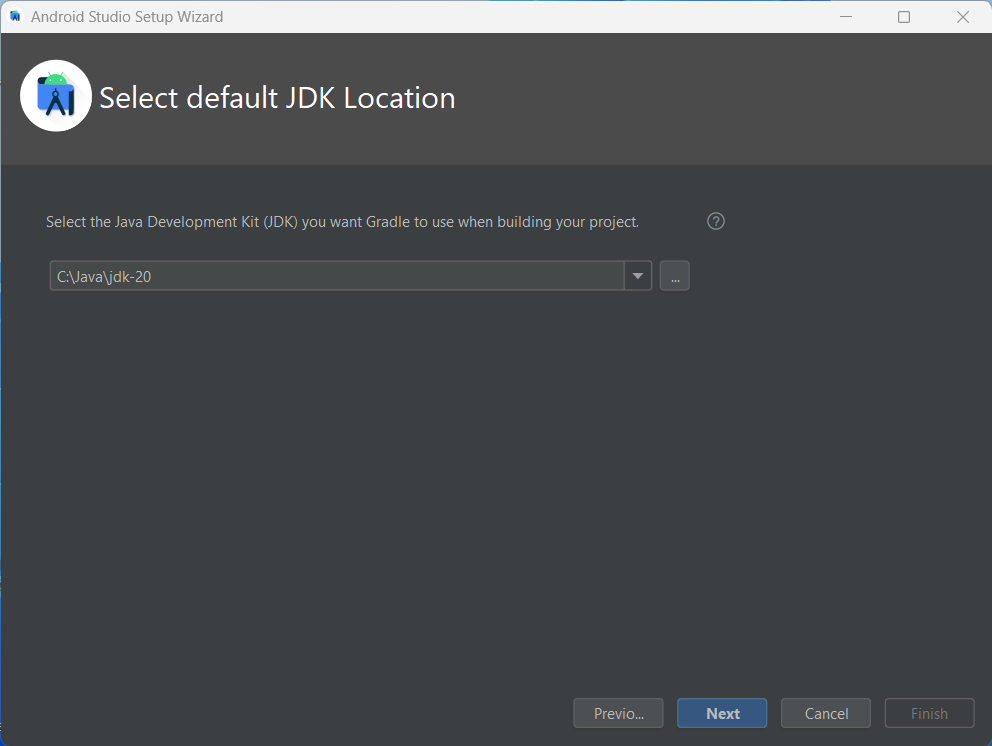 Android Studio Setup Wizard
Select default JDK Location
Select the Java Development Kit (JDK) you want Gradle to use when building your project.
C:\Java\jdk-20
...
Previo... Next Cancel Finish